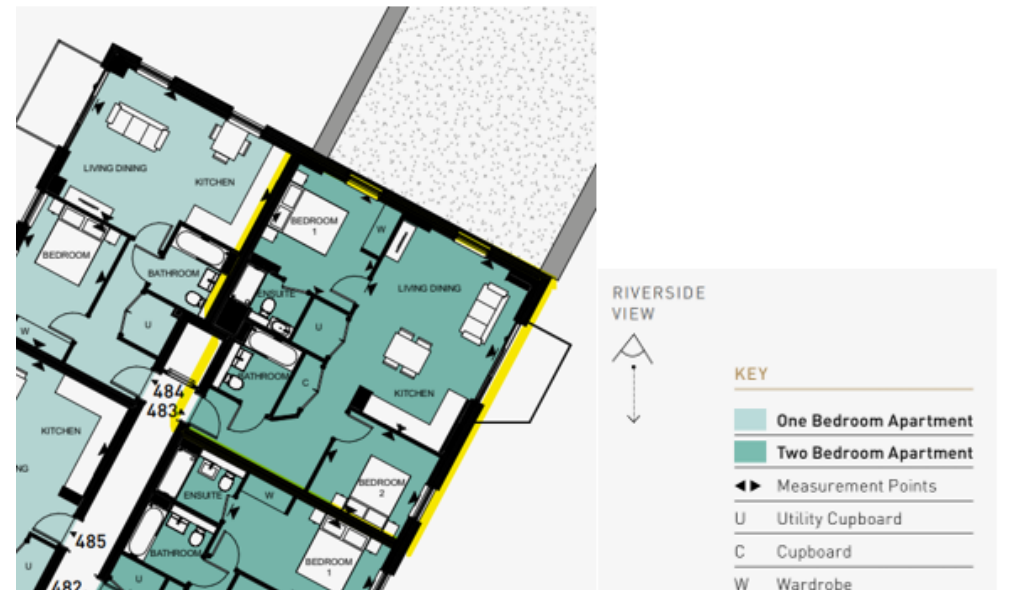 LIVING DINING
KITCHEN
BEDROOM
BATHROOM
U
W
484
483
BEDROOM
1
W
ENSUITE
U
LIVING DINING
BATHROOM
C
KITCHEN
BEDROOM
2
KITCHEN
NG
ENSUITE
W
BATHROOM
U
BEDROOM
1
485
U
482
RIVERSIDE
VIEW
KEY
One Bedroom Apartment
Two Bedroom Apartment
Measurement Points
U Utility Cupboard
C Cupboard
W Wardrobe